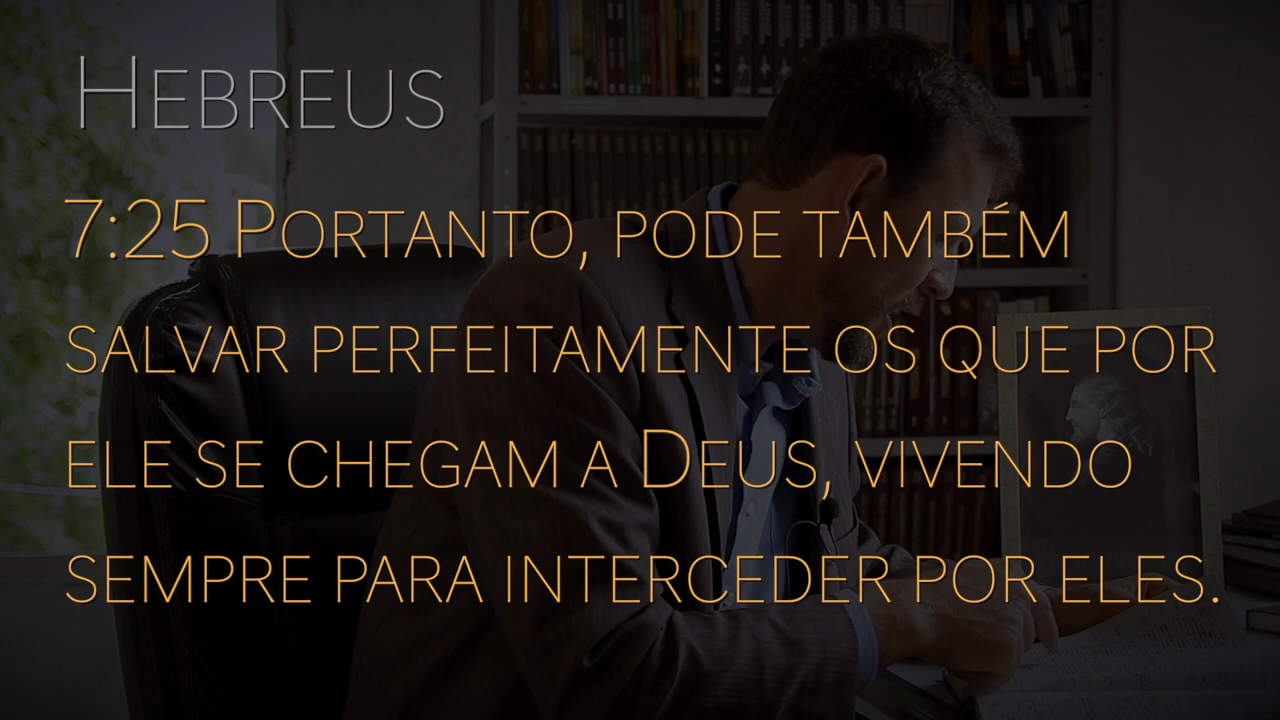 Hebreus
7:25 Portanto, pode também
salvar perfeitamente os que por
ele se chegam a Deus, vivendo
sempre para interceder por eles.